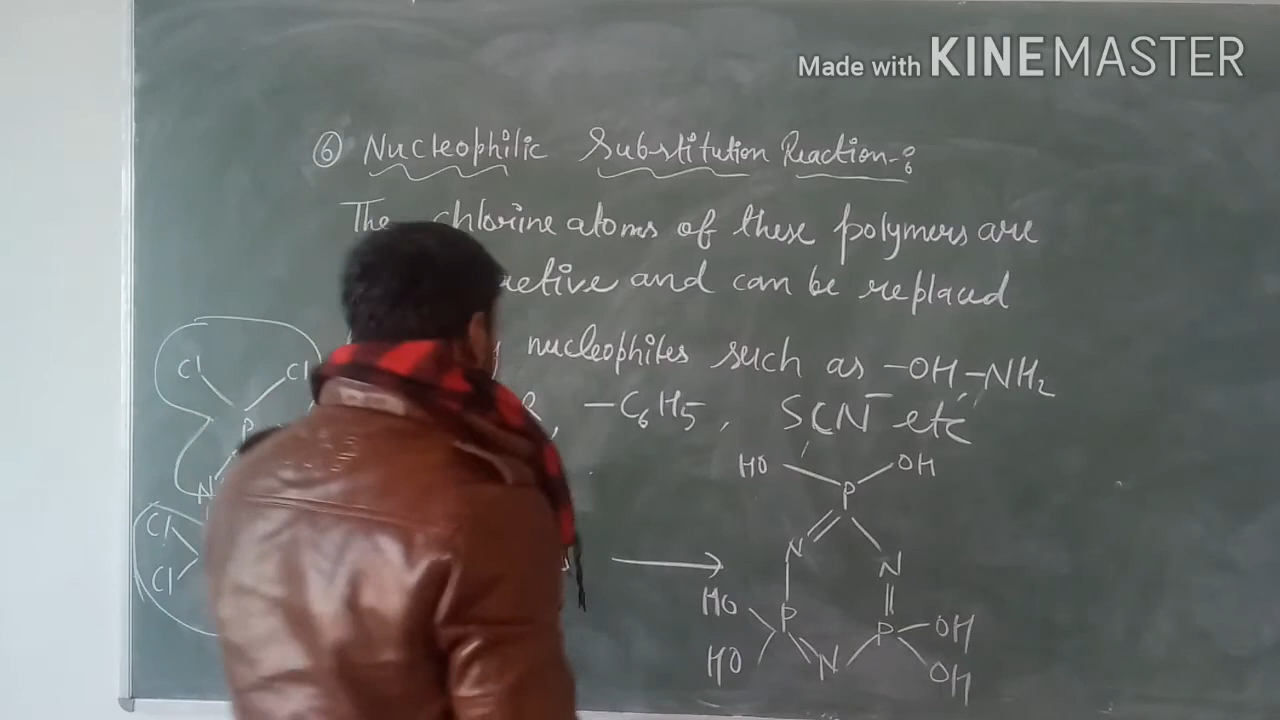 Made with KINEMASTER
⑥ Nucleophilic Substitution Reaction-:
The chlorine atoms of these polymers are
active and can be replaced
nucleophiles such as -OH, -NH₂
-C₆H₅, SCN⁻ etc
Cl Cl
P
N
Cl
Cl
HO OH
P
N N
HO P P OH
HO N OH